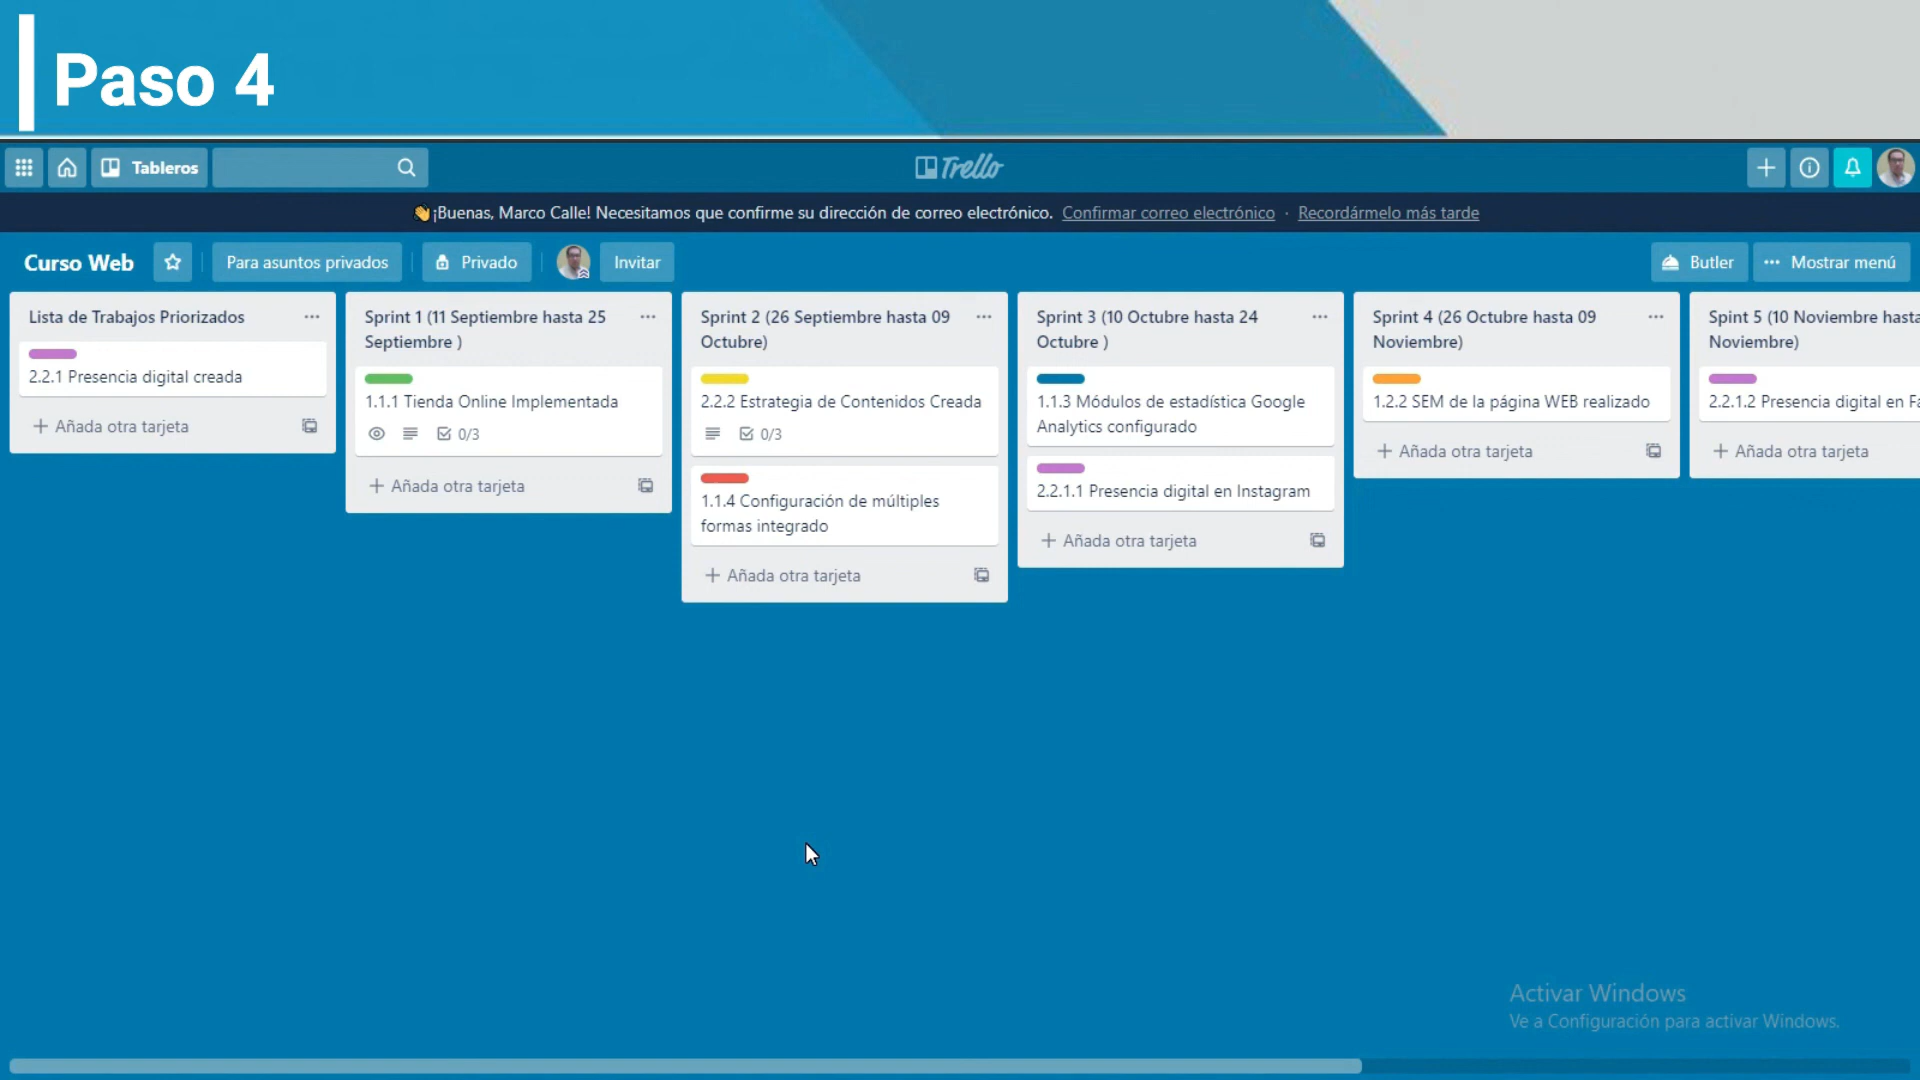 Paso 4
Tableros
Trello
¡Buenas, Marco Calle! Necesitamos que confirme su dirección de correo electrónico. Confirmar correo electrónico · Recordármelo más tarde
Curso Web
Para asuntos privados
Privado
Invitar
Butler
Mostrar menú
Lista de Trabajos Priorizados
2.2.1 Presencia digital creada
Añada otra tarjeta
Sprint 1 (11 Septiembre hasta 25
Septiembre )
1.1.1 Tienda Online Implementada
0/3
Añada otra tarjeta
Sprint 2 (26 Septiembre hasta 09
Octubre)
2.2.2 Estrategia de Contenidos Creada
0/3
1.1.4 Configuración de múltiples
formas integrado
Añada otra tarjeta
Sprint 3 (10 Octubre hasta 24
Octubre )
1.1.3 Módulos de estadística Google
Analytics configurado
2.2.1.1 Presencia digital en Instagram
Añada otra tarjeta
Sprint 4 (26 Octubre hasta 09
Noviembre)
1.2.2 SEM de la página WEB realizado
Añada otra tarjeta
Spint 5 (10 Noviembre hasta
Noviembre)
2.2.1.2 Presencia digital en Fa
Añada otra tarjeta
Activar Windows
Ve a Configuración para activar Windows.